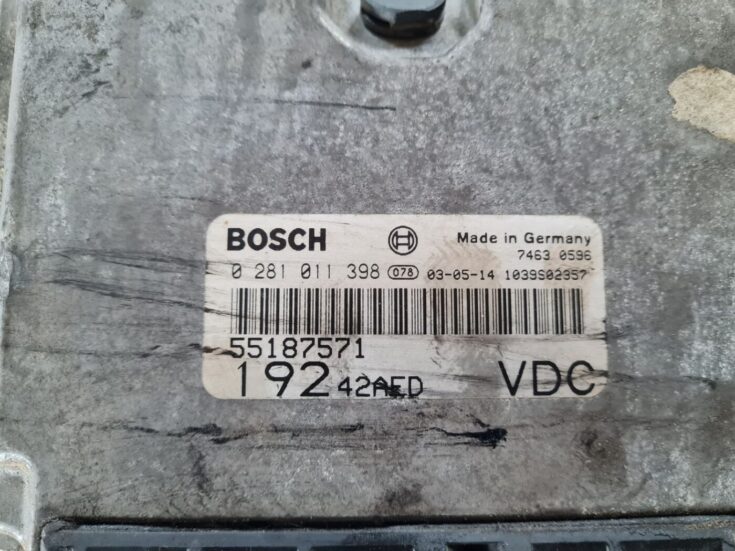 BOSCH Made in Germany
7463 0596
0 281 011 398 078 03-05-14 1039S02357
55187571
192 42AED VDC